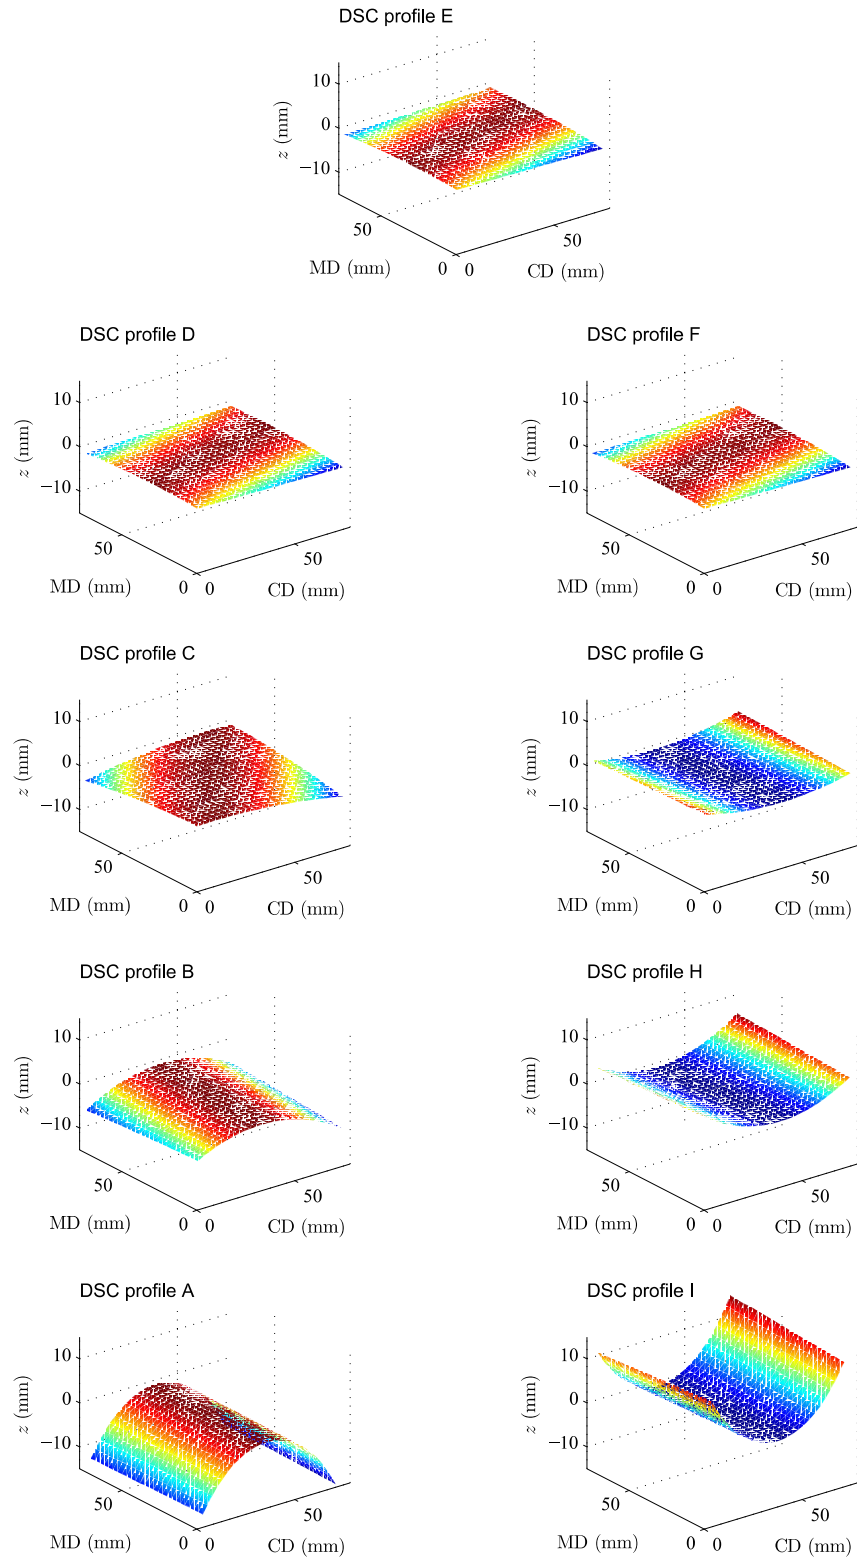 DSC profile E
10
0
−10
z (mm)
50
50
MD (mm)
0 0
CD (mm)
DSC profile D
10
0
−10
z (mm)
50
50
MD (mm)
0 0
CD (mm)
DSC profile F
10
0
−10
z (mm)
50
50
MD (mm)
0 0
CD (mm)
DSC profile C
10
0
−10
z (mm)
50
50
MD (mm)
0 0
CD (mm)
DSC profile G
10
0
−10
z (mm)
50
50
MD (mm)
0 0
CD (mm)
DSC profile B
10
0
−10
z (mm)
50
50
MD (mm)
0 0
CD (mm)
DSC profile H
10
0
−10
z (mm)
50
50
MD (mm)
0 0
CD (mm)
DSC profile A
10
0
−10
z (mm)
50
50
MD (mm)
0 0
CD (mm)
DSC profile I
10
0
−10
z (mm)
50
50
MD (mm)
0 0
CD (mm)